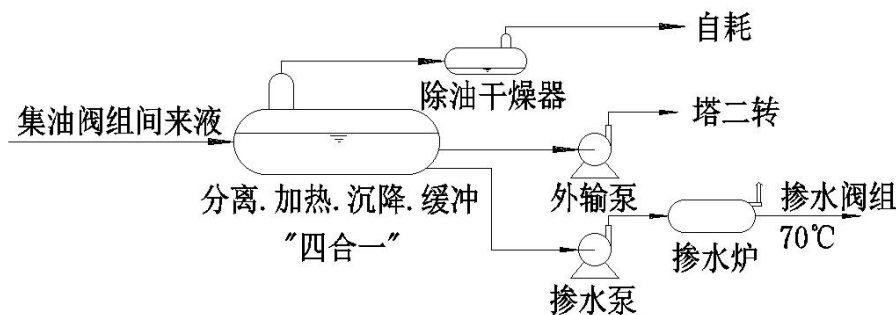 自耗
除油干燥器
集油阀组间来液
塔二转
分离.加热.沉降.缓冲
"四合一"
外输泵
掺水阀组
70℃
掺水炉
掺水泵